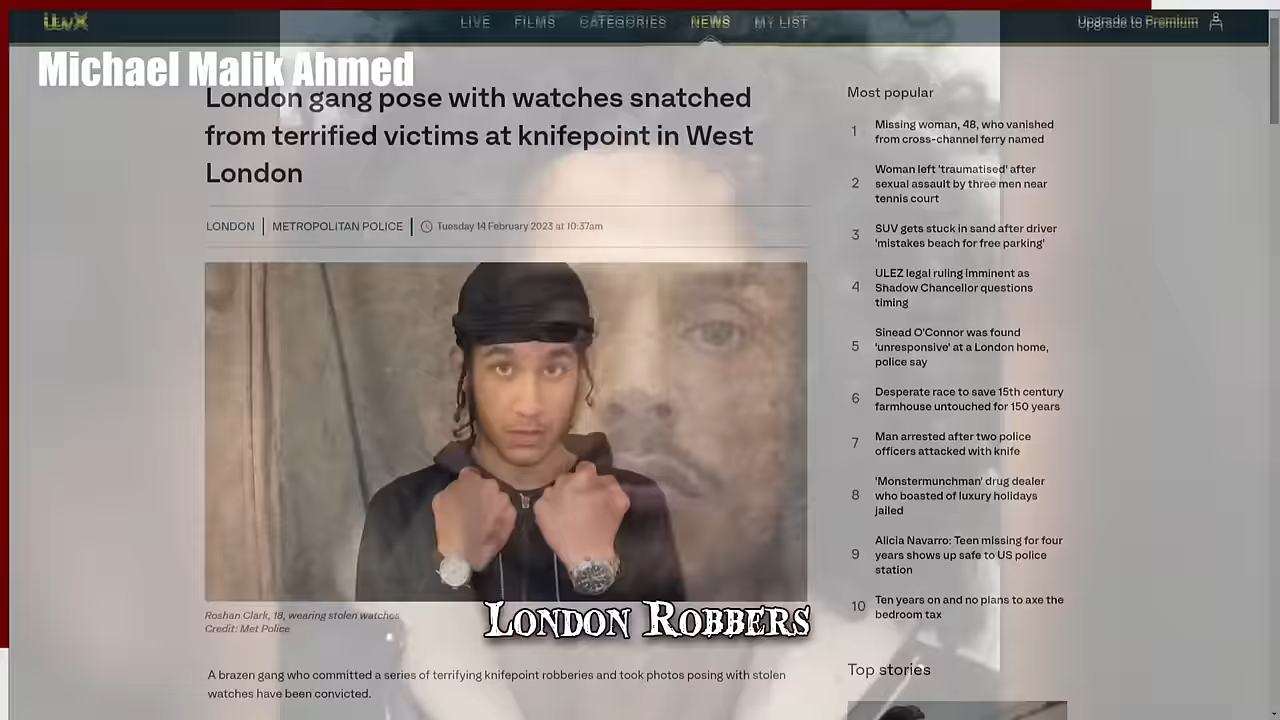 itvX
LIVE FILMS CATEGORIES NEWS MY LIST
Upgrade to Premium
Michael Malik Ahmed
London gang pose with watches snatched
from terrified victims at knifepoint in West
London
LONDON | METROPOLITAN POLICE | Tuesday 14 February 2023 at 10:37am
Roshan Clark, 18, wearing stolen watches
Credit: Met Police
LONDON ROBBERS
A brazen gang who committed a series of terrifying knifepoint robberies and took photos posing with stolen
watches have been convicted.
Most popular
1 Missing woman, 48, who vanished
from cross-channel ferry named
2 Woman left 'traumatised' after
sexual assault by three men near
tennis court
3 SUV gets stuck in sand after driver
'mistakes beach for free parking'
4 ULEZ legal ruling imminent as
Shadow Chancellor questions
timing
5 Sinead O'Connor was found
'unresponsive' at a London home,
police say
6 Desperate race to save 15th century
farmhouse untouched for 150 years
7 Man arrested after two police
officers attacked with knife
8 'Monstermunchman' drug dealer
who boasted of luxury holidays
jailed
9 Alicia Navarro: Teen missing for four
years shows up safe to US police
station
10 Ten years on and no plans to axe the
bedroom tax
Top stories